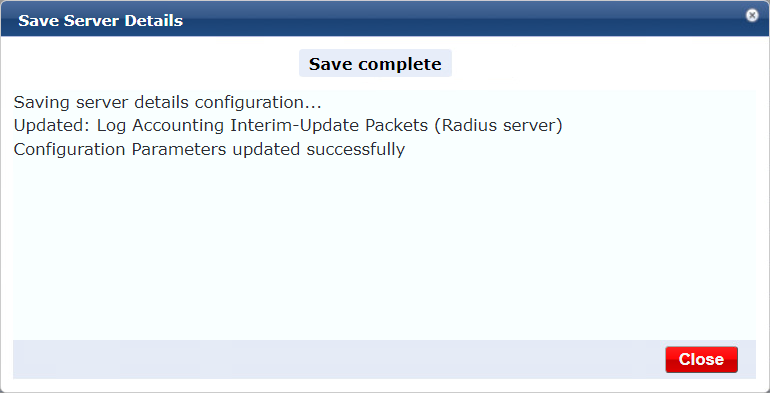 Save Server Details
Save complete
Saving server details configuration...
Updated: Log Accounting Interim-Update Packets (Radius server)
Configuration Parameters updated successfully
Close